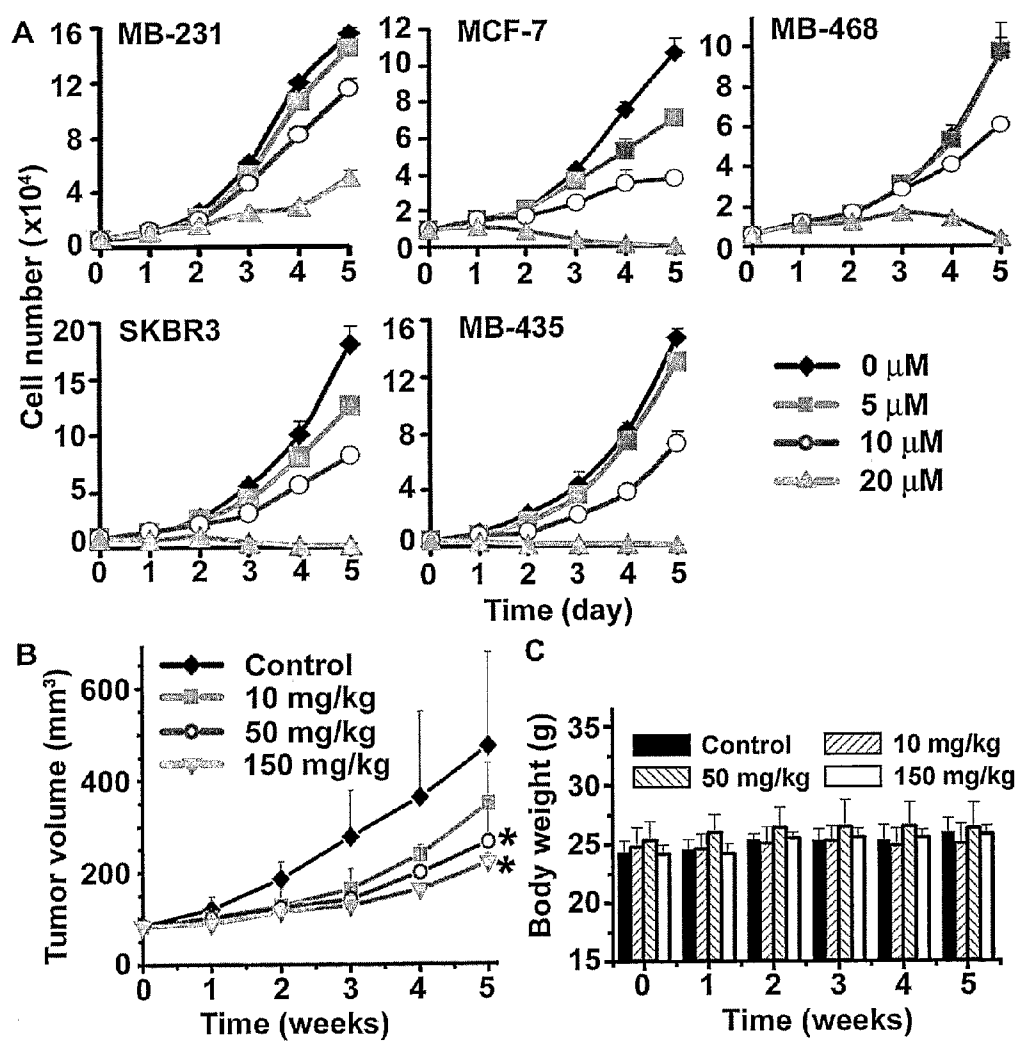 A
MB-231
16
12
8
4
0
0 1 2 3 4 5
MCF-7
12
10
8
6
4
2
0
0 1 2 3 4 5
MB-468
10
8
6
4
2
0
0 1 2 3 4 5
Cell number (x10⁴)
SKBR3
20
15
10
5
0
0 1 2 3 4 5
MB-435
16
12
8
4
0
0 1 2 3 4 5
Time (day)
0 µM
5 µM
10 µM
20 µM
B
Tumor volume (mm³)
600
400
200
0
Control
10 mg/kg
50 mg/kg
150 mg/kg
*
*
0 1 2 3 4 5
Time (weeks)
C
Body weight (g)
35
30
25
20
15
Control 10 mg/kg
50 mg/kg 150 mg/kg
0 1 2 3 4 5
Time (weeks)